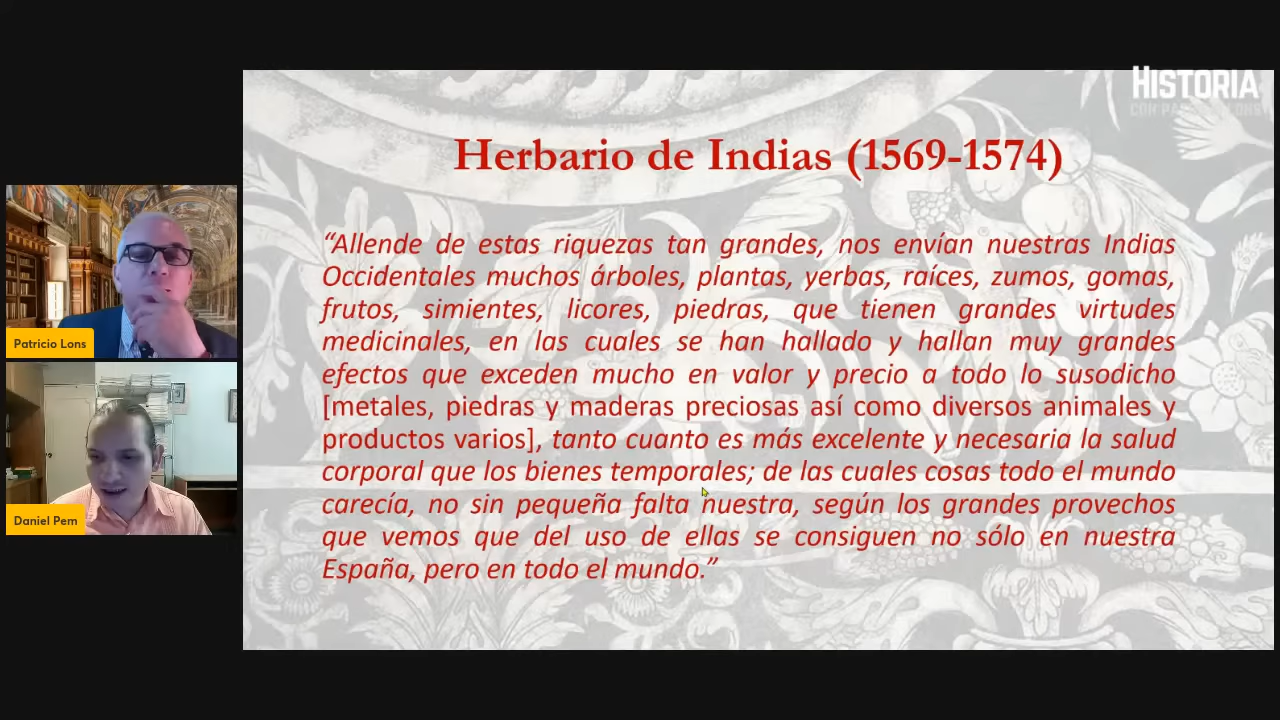 HISTORIA
CON PATRICIO LONS
Herbario de Indias (1569-1574)
“Allende de estas riquezas tan grandes, nos envían nuestras Indias
Occidentales muchos árboles, plantas, yerbas, raíces, zumos, gomas,
frutos, simientes, licores, piedras, que tienen grandes virtudes
medicinales, en las cuales se han hallado y hallan muy grandes
efectos que exceden mucho en valor y precio a todo lo susodicho
[metales, piedras y maderas preciosas así como diversos animales y
productos varios], tanto cuanto es más excelente y necesaria la salud
corporal que los bienes temporales; de las cuales cosas todo el mundo
carecía, no sin pequeña falta nuestra, según los grandes provechos
que vemos que del uso de ellas se consiguen no sólo en nuestra
España, pero en todo el mundo.”
Patricio Lons
Daniel Pem